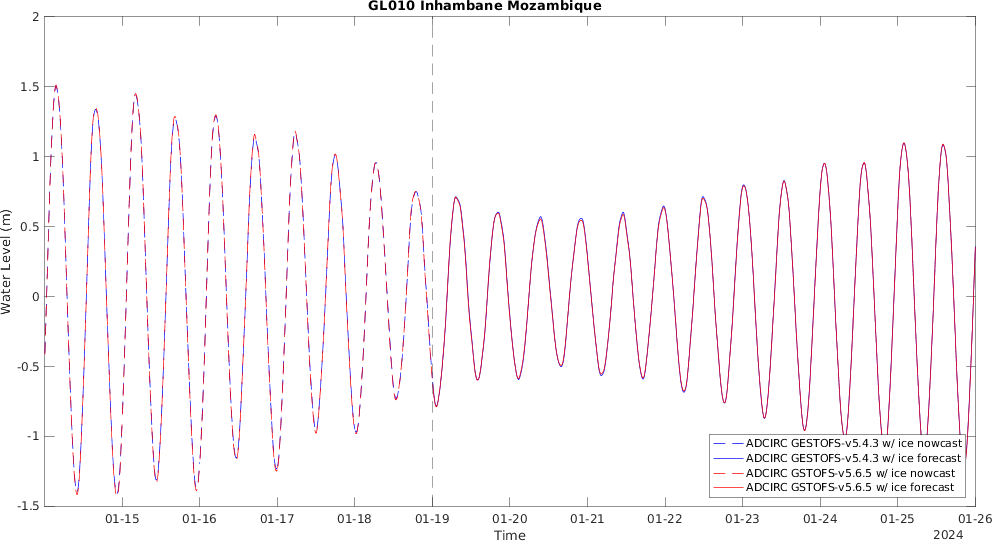 GL010 Inhambane Mozambique
2
1.5
1
0.5
0
-0.5
-1
-1.5
Water Level (m)
ADCIRC GESTOFS-v5.4.3 w/ ice nowcast
ADCIRC GESTOFS-v5.4.3 w/ ice forecast
ADCIRC GSTOFS-v5.6.5 w/ ice nowcast
ADCIRC GSTOFS-v5.6.5 w/ ice forecast
01-15 01-16 01-17 01-18 01-19 01-20 01-21 01-22 01-23 01-24 01-25 01-26
Time
2024